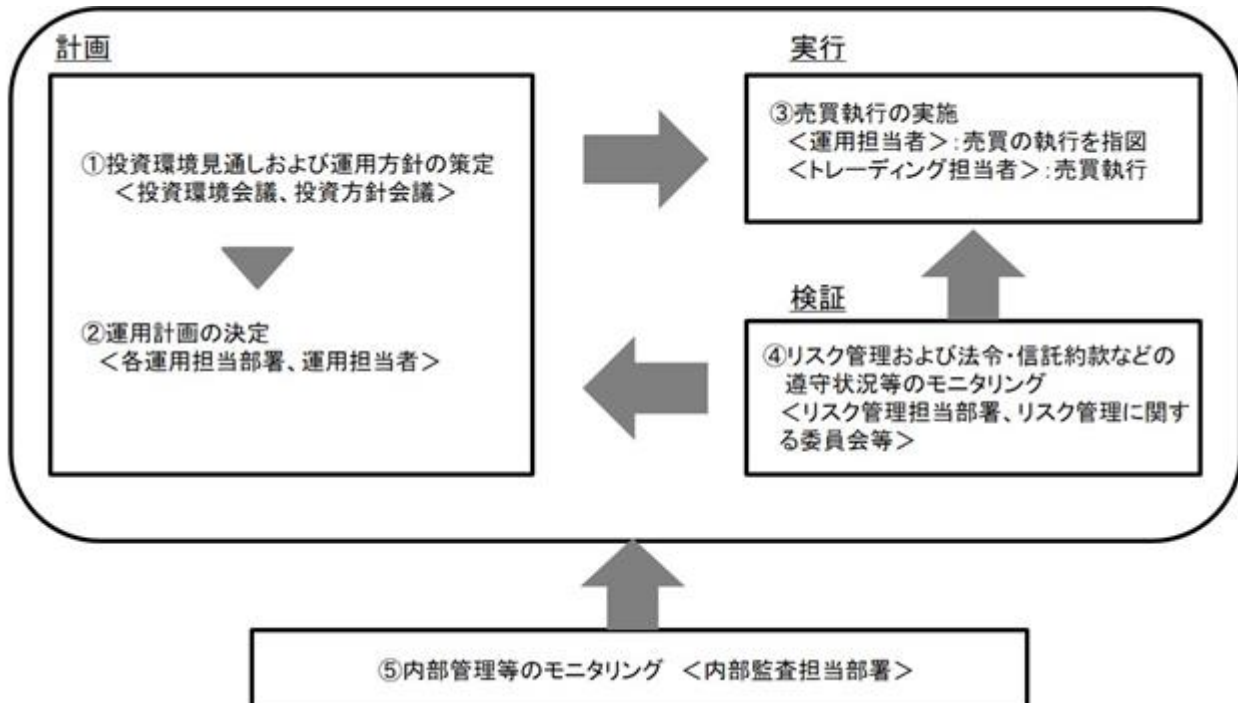 計画
①投資環境見通しおよび運用方針の策定
＜投資環境会議、投資方針会議＞
②運用計画の決定
＜各運用担当部署、運用担当者＞
実行
③売買執行の実施
＜運用担当者＞：売買の執行を指図
＜トレーディング担当者＞：売買執行
検証
④リスク管理および法令・信託約款などの
遵守状況等のモニタリング
＜リスク管理担当部署、リスク管理に関す
る委員会等＞
⑤内部管理等のモニタリング ＜内部監査担当部署＞